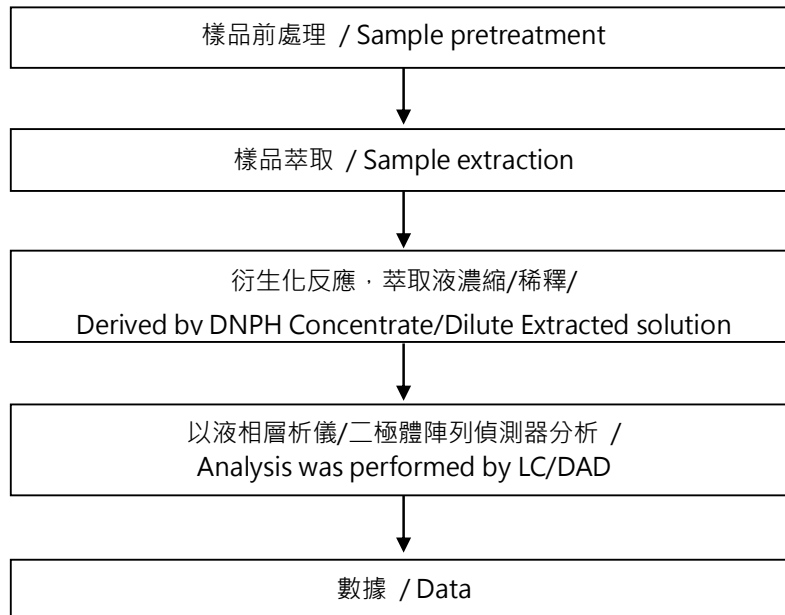 樣品前處理 / Sample pretreatment
樣品萃取 / Sample extraction
衍生化反應，萃取液濃縮/稀釋/
Derived by DNPH Concentrate/Dilute Extracted solution
以液相層析儀/二極體陣列偵測器分析 /
Analysis was performed by LC/DAD
數據 / Data